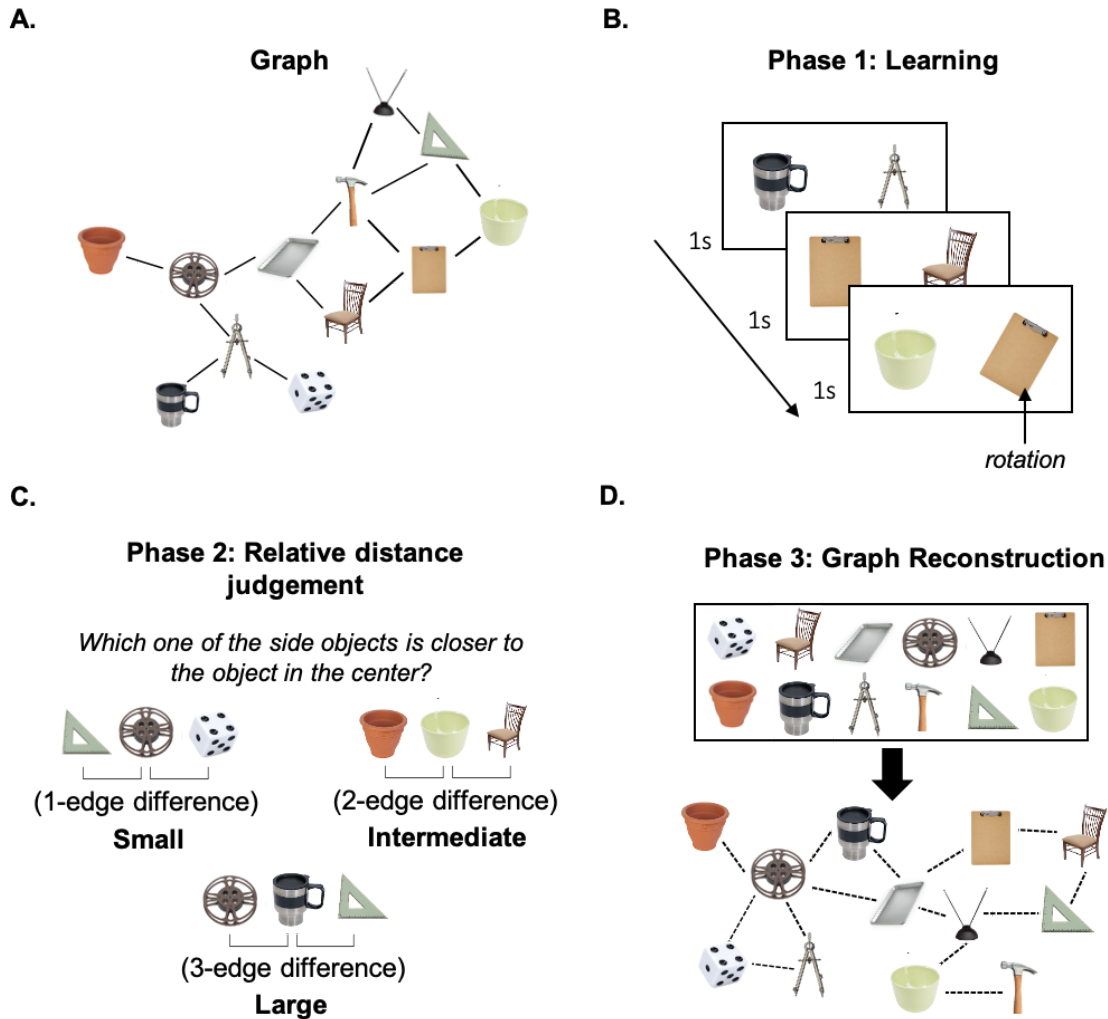 A.
Graph
B.
Phase 1: Learning
1s
1s
1s
rotation
C.
Phase 2: Relative distance
judgement
Which one of the side objects is closer to
the object in the center?
(1-edge difference)
Small
(2-edge difference)
Intermediate
(3-edge difference)
Large
D.
Phase 3: Graph Reconstruction